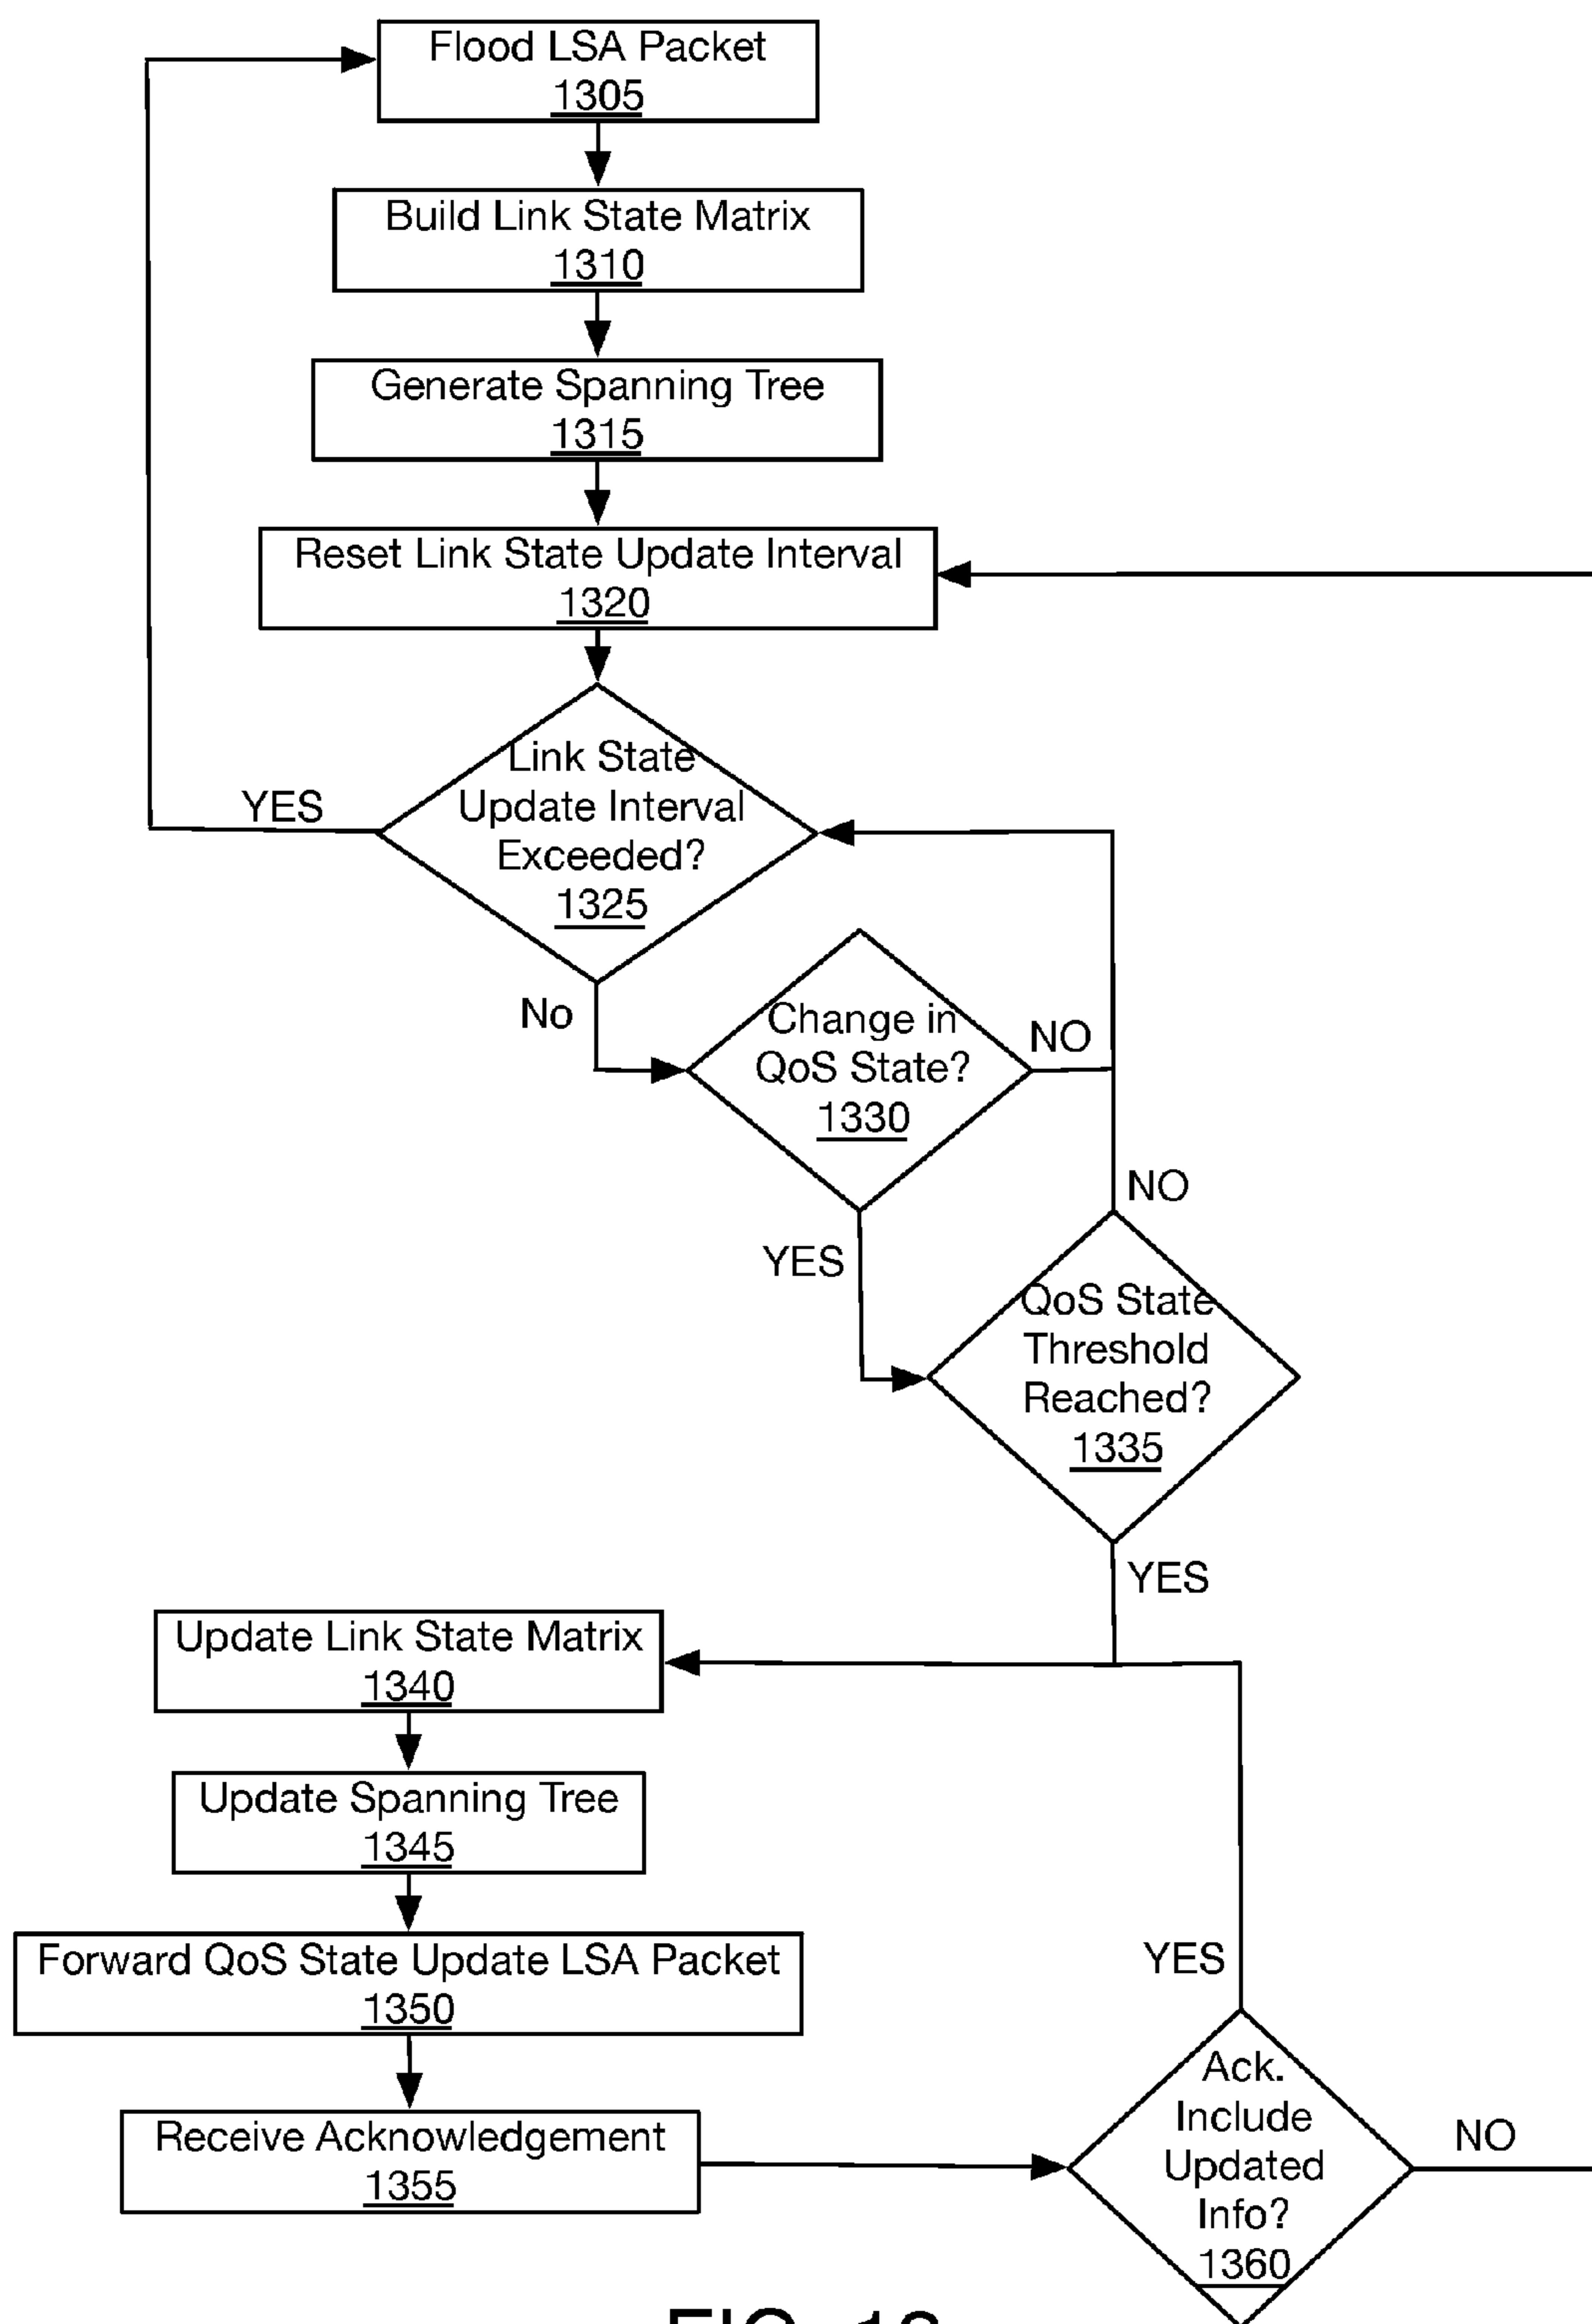 Flood LSA Packet
1305
Build Link State Matrix
1310
Generate Spanning Tree
1315
Reset Link State Update Interval
1320
Link State
Update Interval
Exceeded?
1325
YES
No
Change in
QoS State?
1330
NO
YES
NO
QoS State
Threshold
Reached?
1335
YES
Update Link State Matrix
1340
Update Spanning Tree
1345
Forward QoS State Update LSA Packet
1350
Receive Acknowledgement
1355
YES
Ack.
Include
Updated
Info?
1360
NO